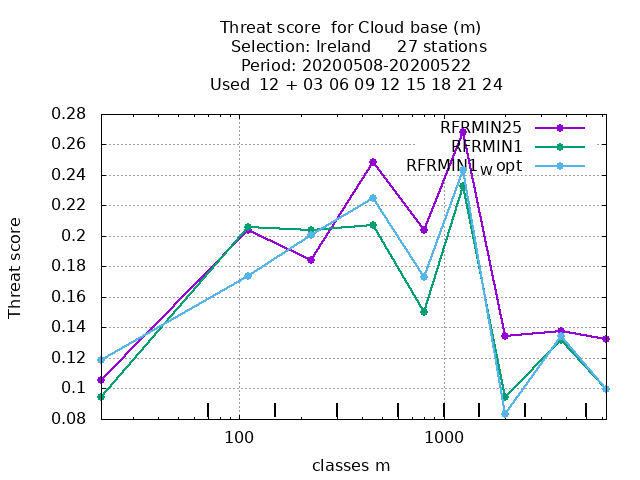 Threat score for Cloud base (m)
Selection: Ireland 27 stations
Period: 20200508-20200522
Used 12 + 03 06 09 12 15 18 21 24
0.28
0.26
0.24
0.22
0.2
0.18
0.16
0.14
0.12
0.1
0.08
Threat score
RFRMIN25
RFRMIN1
RFRMIN1w opt
100 1000
classes m